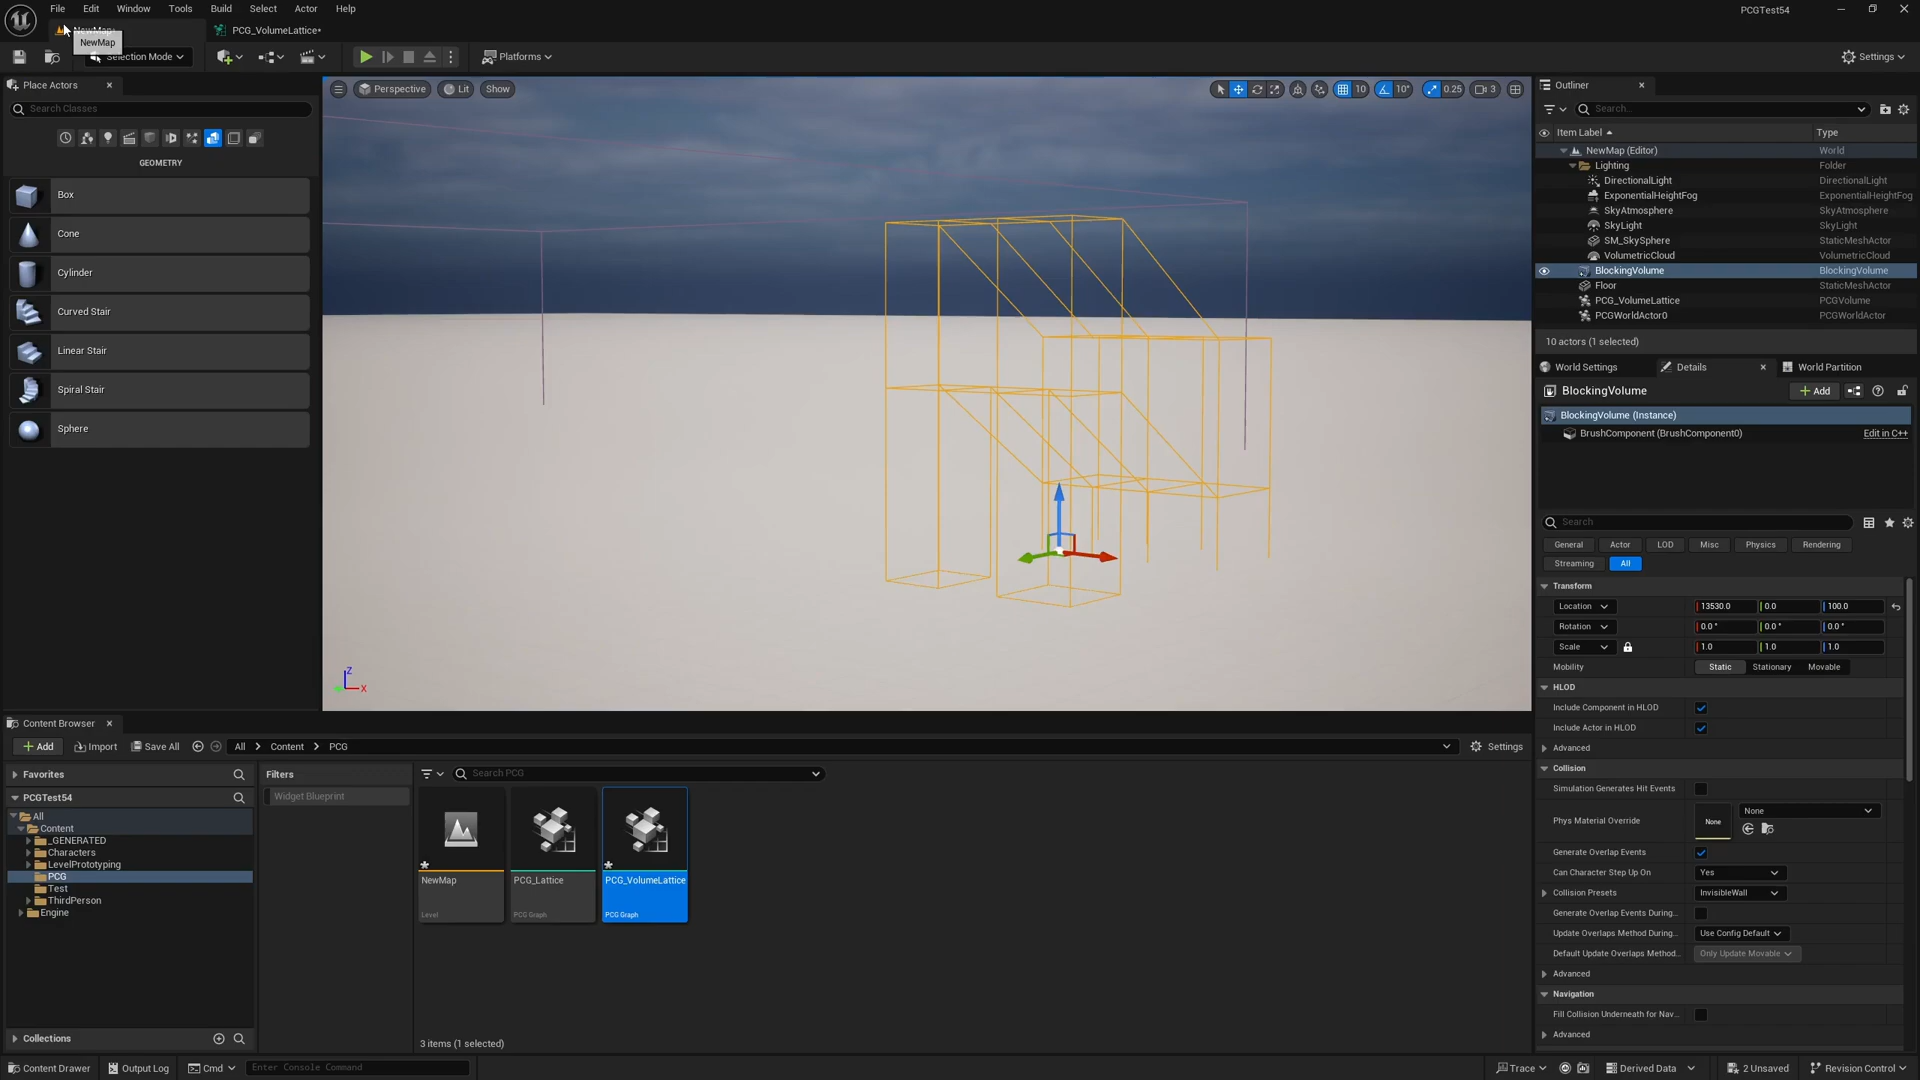 File Edit Window Tools Build Select Actor Help
PCGTest54
NewMap
PCG_VolumeLattice*
NewMap
Selection Mode
Platforms
Settings
Place Actors
Search Classes
GEOMETRY
Box
Cone
Cylinder
Curved Stair
Linear Stair
Spiral Stair
Sphere
Perspective Lit Show
10 10° 0.25 3
Z
X
Outliner
Search...
Item Label Type
NewMap (Editor) World
Lighting Folder
DirectionalLight DirectionalLight
ExponentialHeightFog ExponentialHeightFog
SkyAtmosphere SkyAtmosphere
SkyLight SkyLight
SM_SkySphere StaticMeshActor
VolumetricCloud VolumetricCloud
BlockingVolume BlockingVolume
Floor StaticMeshActor
PCG_VolumeLattice PCGVolume
PCGWorldActor0 PCGWorldActor
10 actors (1 selected)
World Settings Details World Partition
BlockingVolume
Add
BlockingVolume (Instance)
BrushComponent (BrushComponent0) Edit in C++
Search
General Actor LOD Misc Physics Rendering
Streaming All
Transform
Location 13530.0 0.0 100.0
Rotation 0.0 ° 0.0 ° 0.0 °
Scale 1.0 1.0 1.0
Mobility Static Stationary Movable
HLOD
Include Component in HLOD
Include Actor in HLOD
Advanced
Collision
Simulation Generates Hit Events
Phys Material Override None None
Generate Overlap Events
Can Character Step Up On Yes
Collision Presets InvisibleWall
Generate Overlap Events During...
Update Overlaps Method During... Use Config Default
Default Update Overlaps Method... Only Update Movable
Advanced
Navigation
Fill Collision Underneath for Nav...
Advanced
Content Browser
Add Import Save All All Content PCG Settings
Favorites
PCGTest54
All
Content
_GENERATED
Characters
LevelPrototyping
PCG
Test
ThirdPerson
Engine
Collections
Filters
Widget Blueprint
Search PCG
NewMap
Level
PCG_Lattice
PCG Graph
PCG_VolumeLattice
PCG Graph
3 items (1 selected)
Content Drawer Output Log Cmd Enter Console Command
Trace Derived Data 2 Unsaved Revision Control